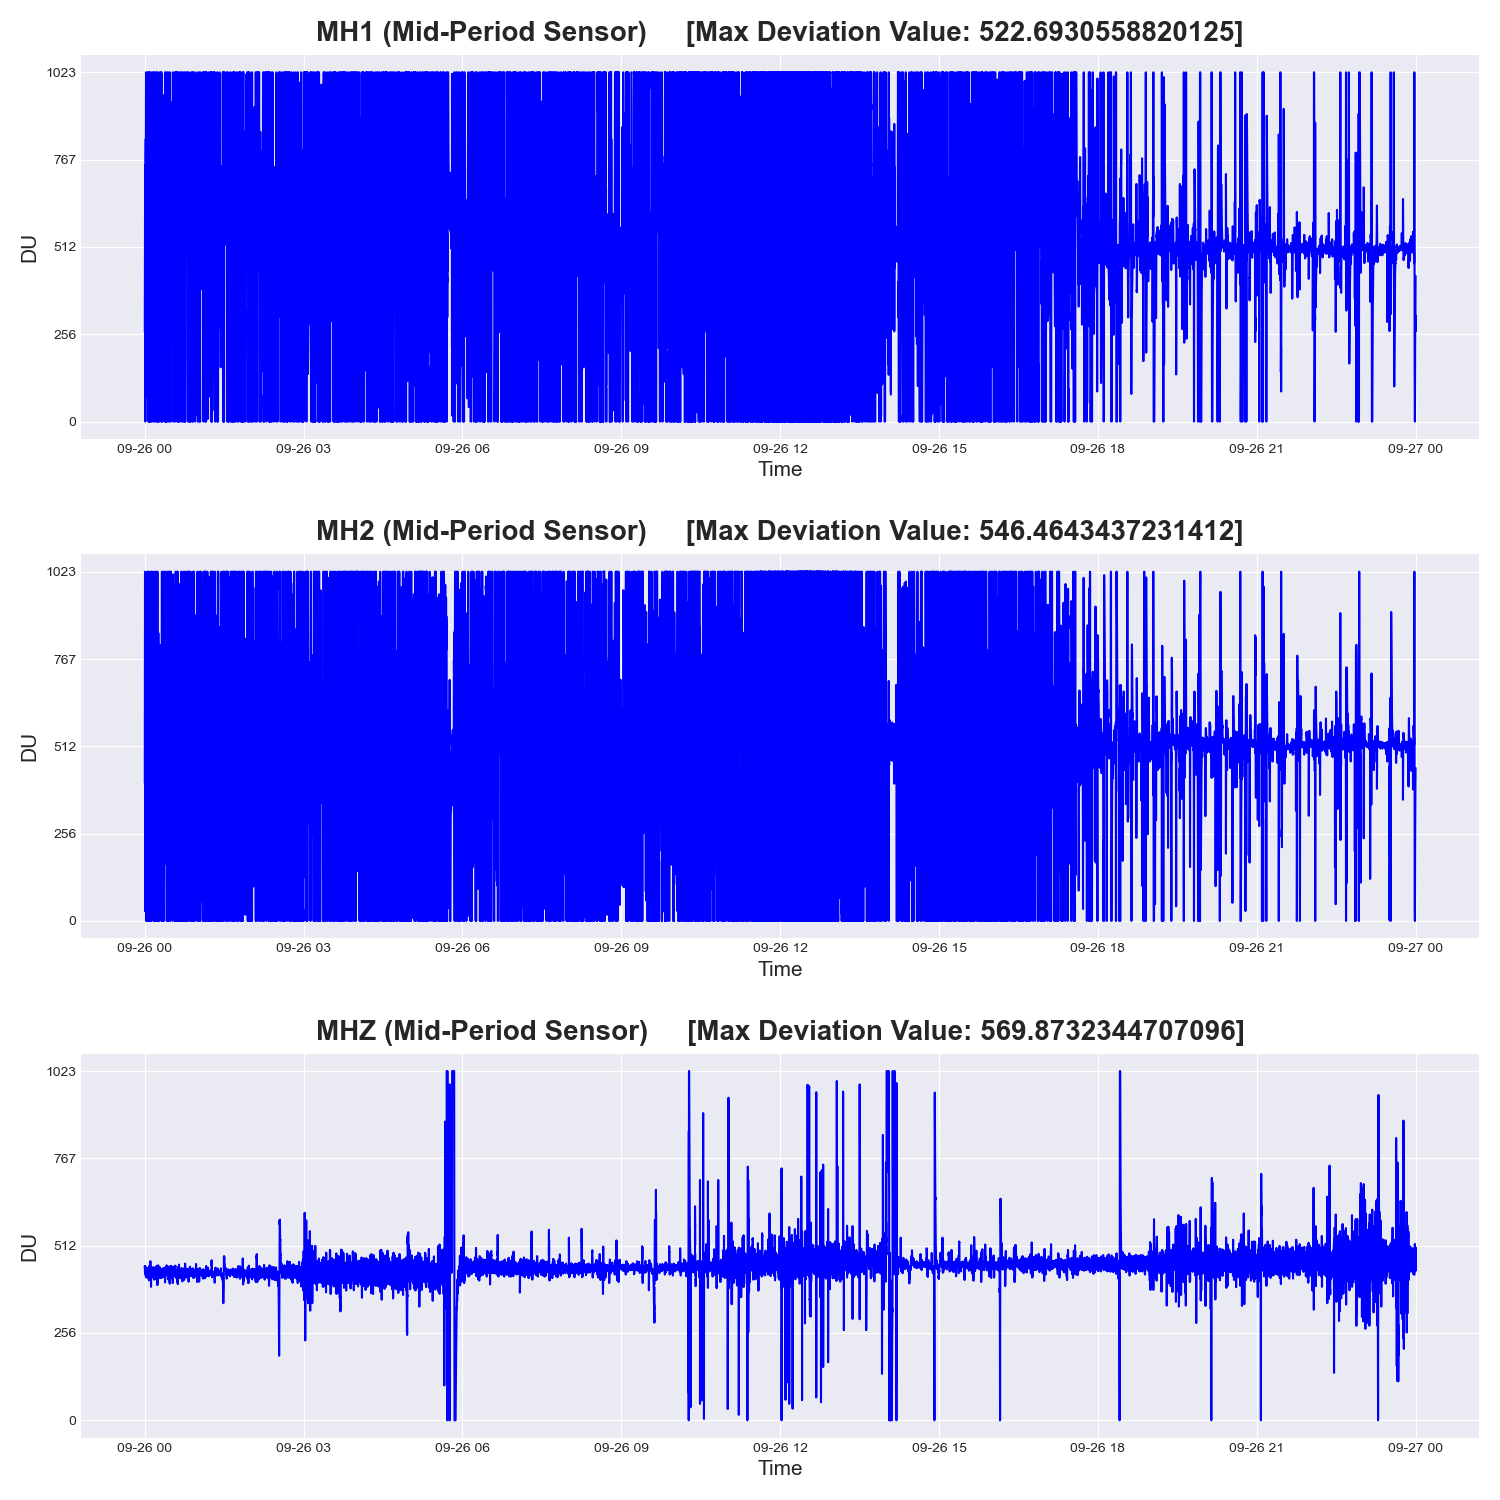 MH1 (Mid-Period Sensor) [Max Deviation Value: 522.6930558820125]
1023
767
512
256
0
DU
09-26 00 09-26 03 09-26 06 09-26 09 09-26 12 09-26 15 09-26 18 09-26 21 09-27 00
Time
MH2 (Mid-Period Sensor) [Max Deviation Value: 546.4643437231412]
1023
767
512
256
0
DU
09-26 00 09-26 03 09-26 06 09-26 09 09-26 12 09-26 15 09-26 18 09-26 21 09-27 00
Time
MHZ (Mid-Period Sensor) [Max Deviation Value: 569.8732344707096]
1023
767
512
256
0
DU
09-26 00 09-26 03 09-26 06 09-26 09 09-26 12 09-26 15 09-26 18 09-26 21 09-27 00
Time